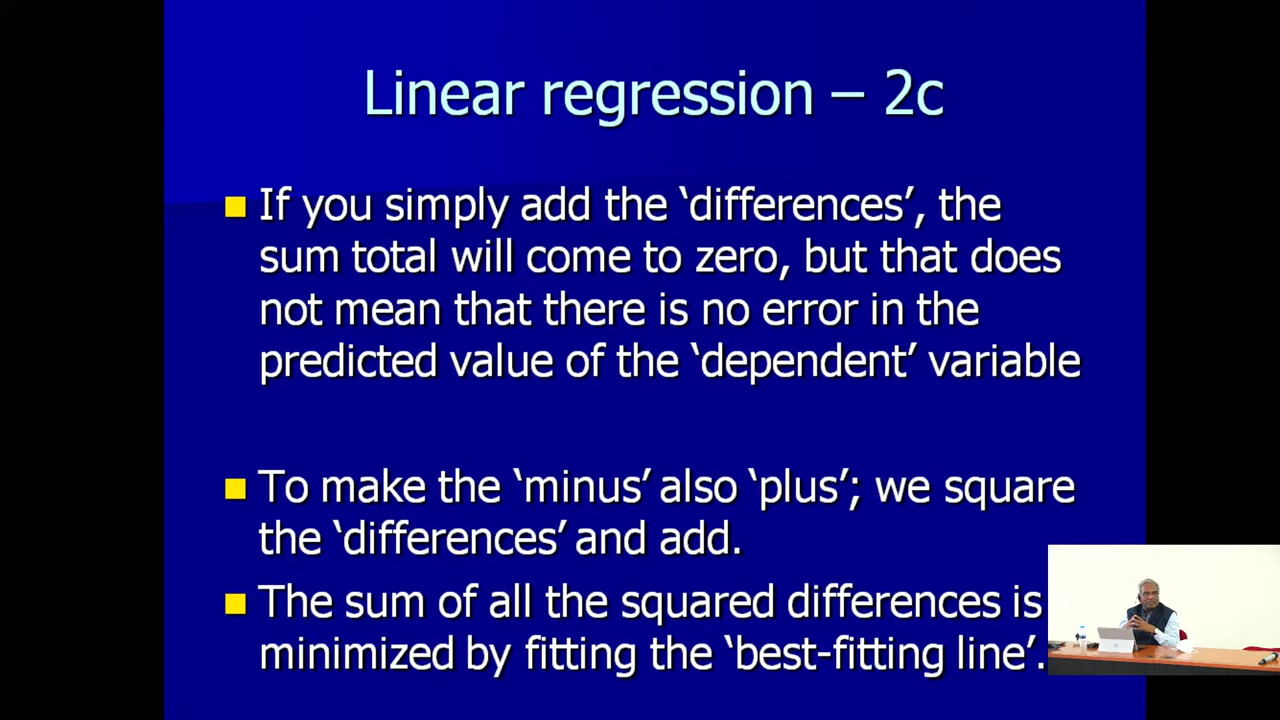 Linear regression – 2c
If you simply add the ‘differences’, the
sum total will come to zero, but that does
not mean that there is no error in the
predicted value of the ‘dependent’ variable
To make the ‘minus’ also ‘plus’; we square
the ‘differences’ and add.
The sum of all the squared differences is
minimized by fitting the ‘best-fitting line’.